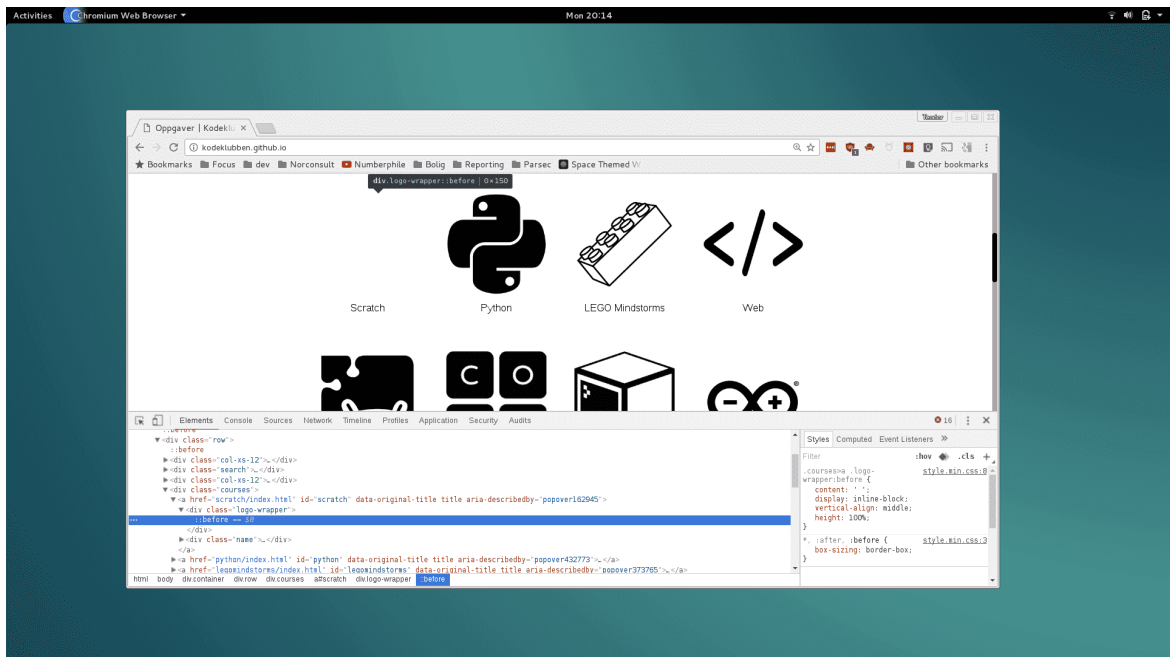 Activities Chromium Web Browser Mon 20:14
Tender
Oppgaver | Kodeklu
kodeklubben.github.io
Bookmarks Focus dev Norconsult Numberphile Bolig Reporting Parsec Space Themed W Other bookmarks
div.logo-wrapper::before | 0×150
Scratch Python LEGO Mindstorms Web
C O
Elements Console Sources Network Timeline Profiles Application Security Audits 16
::before
▼<div class="row">
::before
▶<div class="col-xs-12">…</div>
▶<div class="search">…</div>
▶<div class="col-xs-12">…</div>
▼<div class="courses">
▼<a href="scratch/index.html" id="scratch" data-original-title title aria-describedby="popover162945">
▼<div class="logo-wrapper">
::before == $0
</div>
▶<div class="name">…</div>
</a>
▶<a href="python/index.html" id="python" data-original-title title aria-describedby="popover432773">…</a>
▶<a href="legomindstorms/index.html" id="legomindstorms" data-original-title title aria-describedby="popover373765">…</a>
html body div.container div.row div.courses a#scratch div.logo-wrapper ::before
Styles Computed Event Listeners »
Filter :hov .cls +
.courses>a .logo- style.min.css:8
wrapper:before {
content: ' ';
display: inline-block;
vertical-align: middle;
height: 100%;
}
*, :after, :before { style.min.css:3
box-sizing: border-box;
}